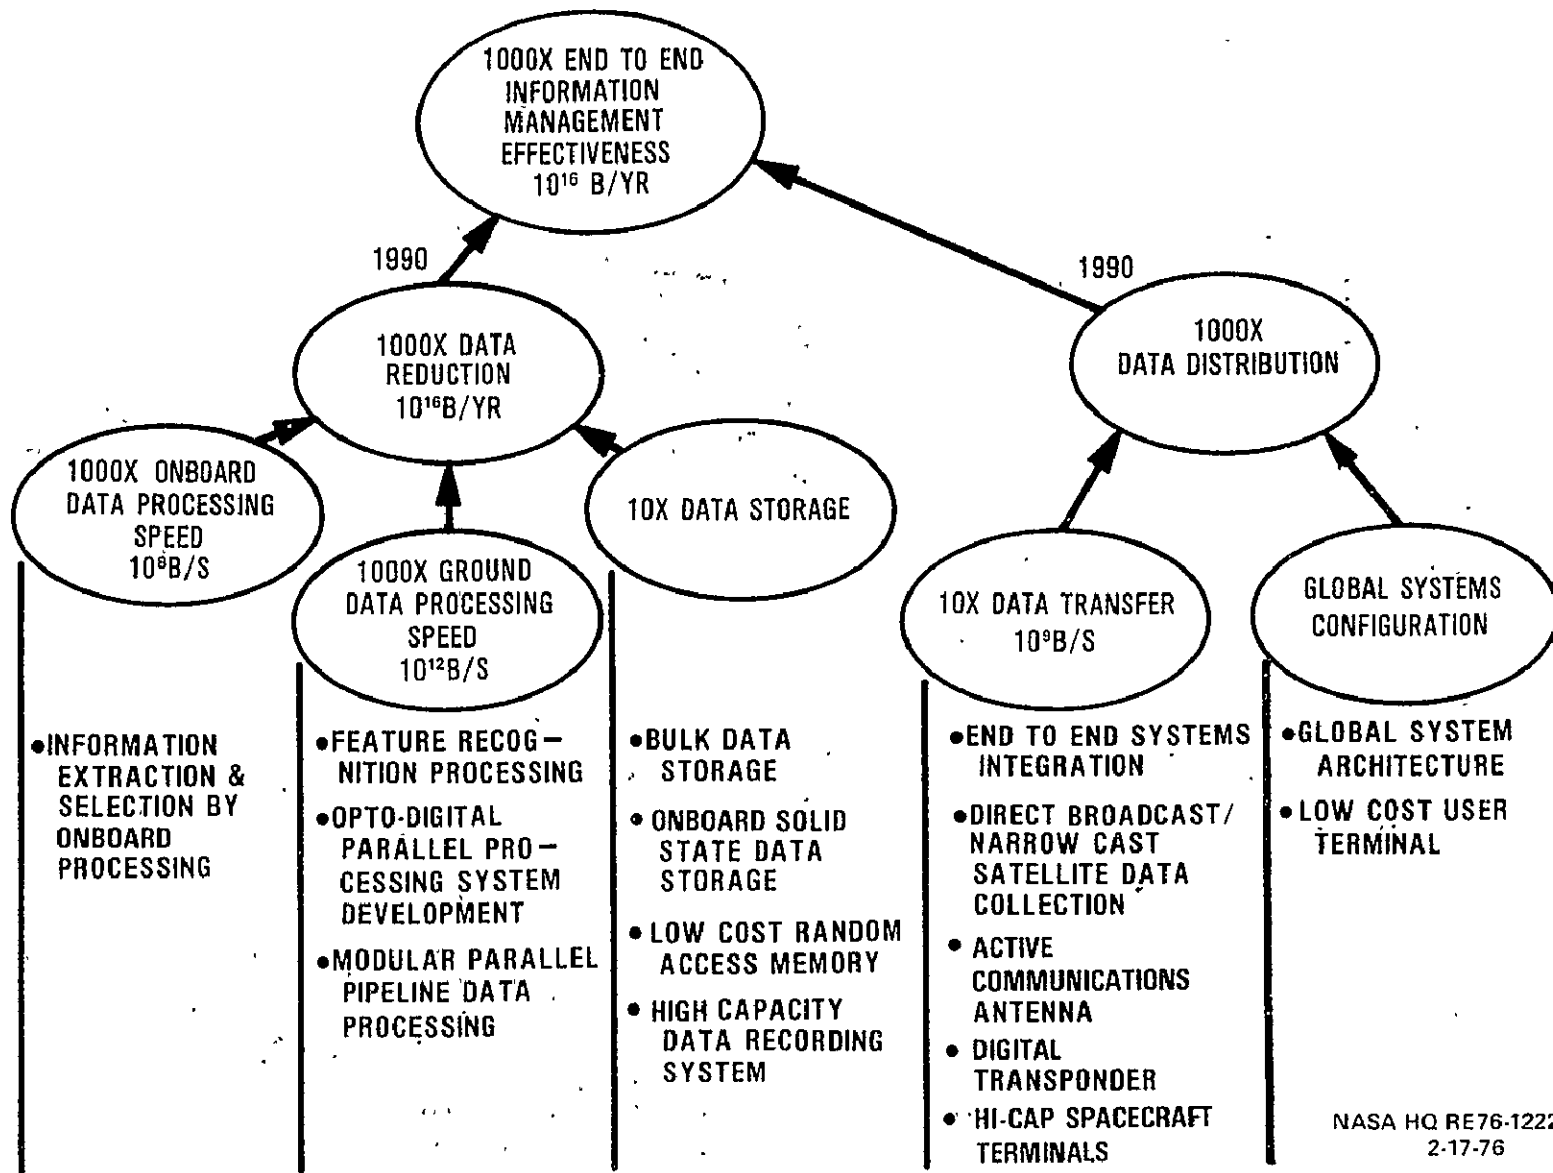 1000X END TO END
INFORMATION
MANAGEMENT
EFFECTIVENESS
10¹⁶ B/YR
1990
1990
1000X DATA
REDUCTION
10¹⁶B/YR
1000X
DATA DISTRIBUTION
1000X ONBOARD
DATA PROCESSING
SPEED
10⁸B/S
1000X GROUND
DATA PROCESSING
SPEED
10¹²B/S
10X DATA STORAGE
10X DATA TRANSFER
10⁹B/S
GLOBAL SYSTEMS
CONFIGURATION
•INFORMATION
EXTRACTION &
SELECTION BY
ONBOARD
PROCESSING
•FEATURE RECOG–
NITION PROCESSING
•OPTO-DIGITAL
PARALLEL PRO–
CESSING SYSTEM
DEVELOPMENT
•MODULAR PARALLEL
PIPELINE DATA
PROCESSING
•BULK DATA
STORAGE
• ONBOARD SOLID
STATE DATA
STORAGE
• LOW COST RANDOM
ACCESS MEMORY
• HIGH CAPACITY
DATA RECORDING
SYSTEM
•END TO END SYSTEMS
INTEGRATION
•DIRECT BROADCAST/
NARROW CAST
SATELLITE DATA
COLLECTION
• ACTIVE
COMMUNICATIONS
ANTENNA
• DIGITAL
TRANSPONDER
• HI-CAP SPACECRAFT
TERMINALS
•GLOBAL SYSTEM
ARCHITECTURE
• LOW COST USER
TERMINAL
NASA HQ RE76-1222
2-17-76